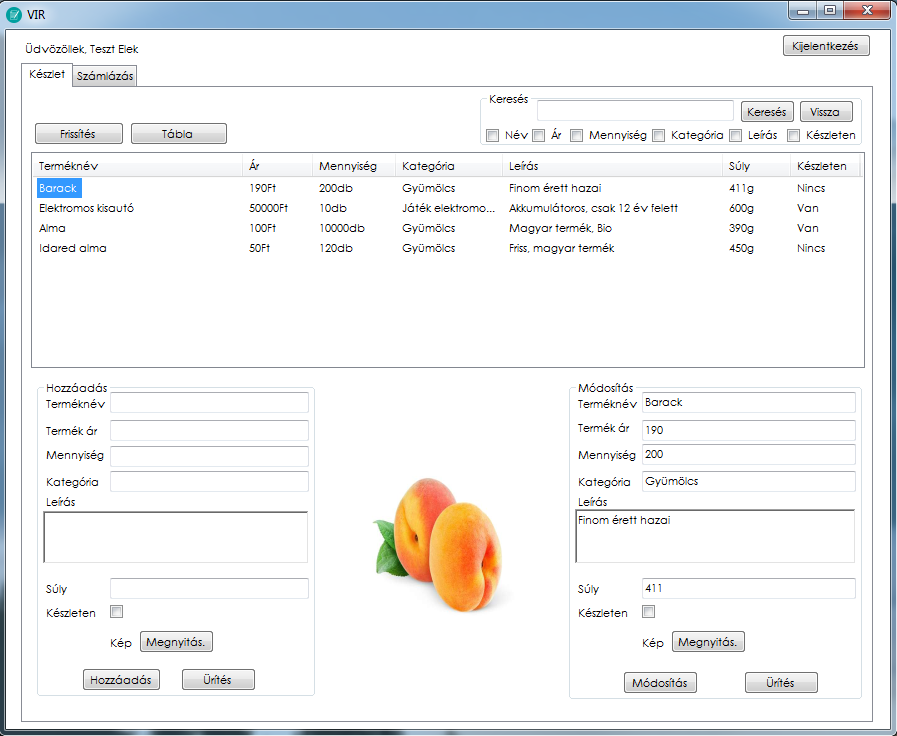 VIR
Üdvözöllek, Teszt Elek
Kijelentkezés
Készlet Számlázás
Keresés
Keresés Vissza
Frissítés Tábla
Név Ár Mennyiség Kategória Leírás Készleten
Terméknév Ár Mennyiség Kategória Leírás Súly Készleten
Barack 190Ft 200db Gyümölcs Finom érett hazai 411g Nincs
Elektromos kisautó 50000Ft 10db Játék elektromo... Akkumulátoros, csak 12 év felett 600g Van
Alma 100Ft 10000db Gyümölcs Magyar termék, Bio 390g Van
Idared alma 50Ft 120db Gyümölcs Friss, magyar termék 450g Nincs
Hozzáadás
Terméknév
Termék ár
Mennyiség
Kategória
Leírás
Súly
Készleten
Kép Megnyitás.
Hozzáadás Ürítés
Módosítás
Terméknév Barack
Termék ár 190
Mennyiség 200
Kategória Gyümölcs
Leírás
Finom érett hazai
Súly 411
Készleten
Kép Megnyitás.
Módosítás Ürítés